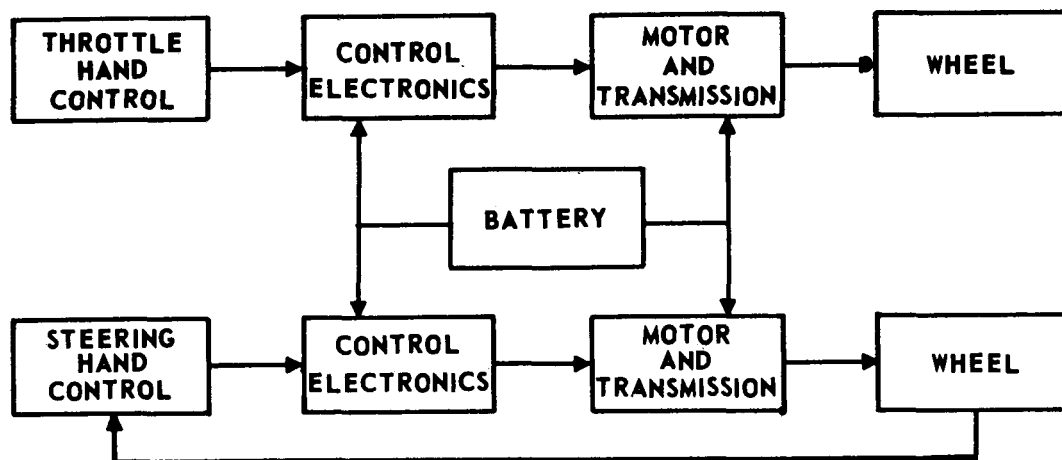 THROTTLE
HAND
CONTROL
CONTROL
ELECTRONICS
MOTOR
AND
TRANSMISSION
WHEEL
BATTERY
STEERING
HAND
CONTROL
CONTROL
ELECTRONICS
MOTOR
AND
TRANSMISSION
WHEEL